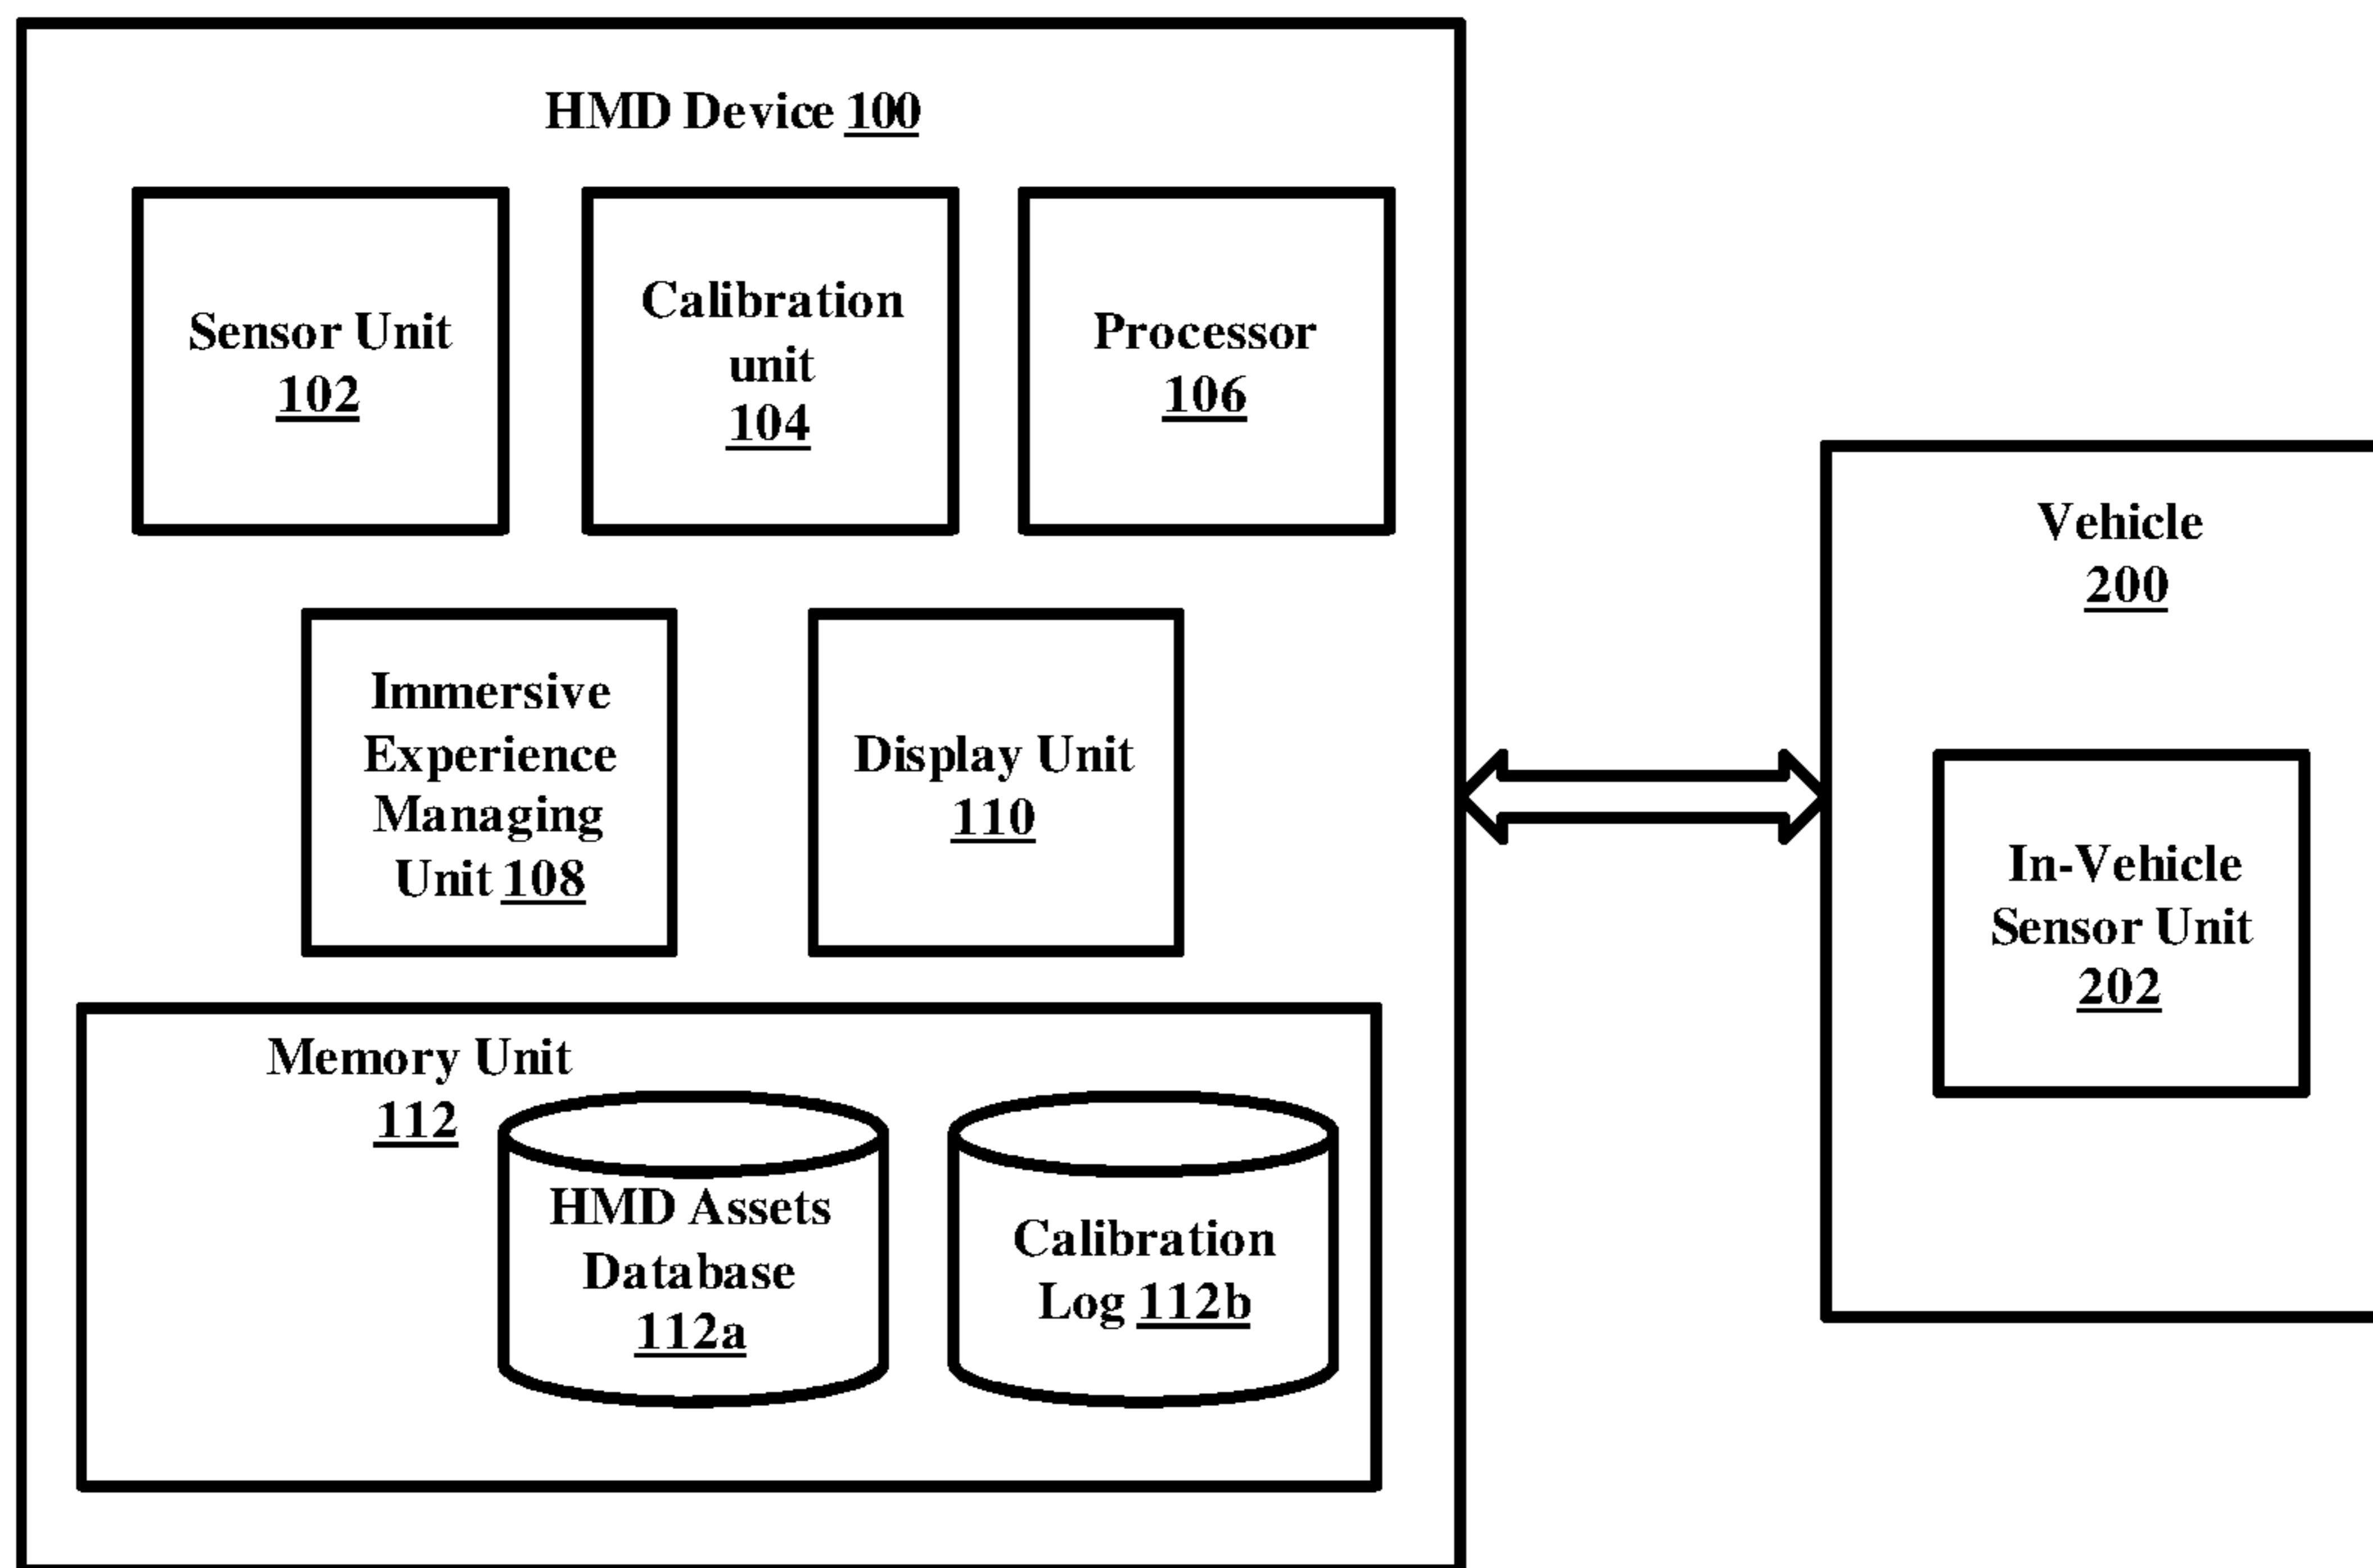 HMD Device 100
Sensor Unit
102
Calibration
unit
104
Processor
106
Immersive
Experience
Managing
Unit 108
Display Unit
110
Memory Unit
112
HMD Assets
Database
112a
Calibration
Log 112b
Vehicle
200
In-Vehicle
Sensor Unit
202